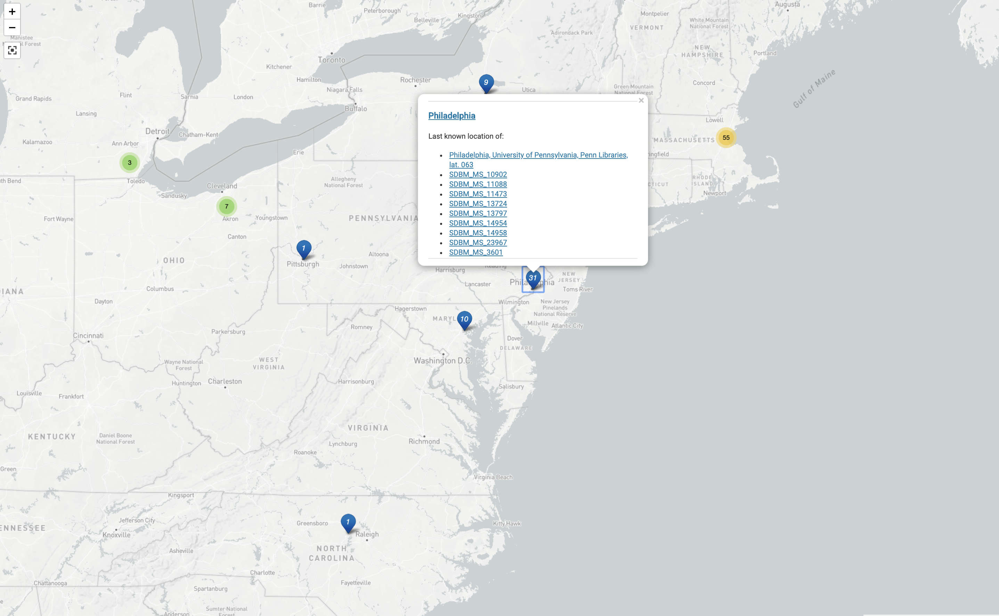 +
−
Barrie
Peterborough
Belleville
Kingston
Montpelier
White Mountain
National Forest
Augusta
VERMONT
Adirondack Park
Manistee
NEW
HAMPSHIRE
Portland
Toronto
Kitchener
Hamilton
Rochester
9
Niagara Falls
Utica
Green Mountain
National Forest
Concord
Gulf of Maine
Grand Rapids
Flint
Sarnia
London
Buffalo
Lansing
×
Philadelphia
Last known location of:
Philadelphia, University of Pennsylvania, Penn Libraries,
lat. 063
SDBM_MS_10902
SDBM_MS_11088
SDBM_MS_11473
SDBM_MS_13724
SDBM_MS_13797
SDBM_MS_14954
SDBM_MS_14958
SDBM_MS_23967
SDBM_MS_3601
Lowell
55
MASSACHUSETTS
ringfield
RHODE
ISLAND
CTICUT
Newport
Detroit
Chatham-Kent
Kalamazoo
Ann Arbor
3
Erie
th Bend
Toledo
Cleveland
Sandusky
Allegheny
National Forest
7
Akron
Youngstown
Fort Wayne
PENNSYLVANIA
Canton
1
Pittsburgh
OHIO
Altoona
Johnstown
Harrisburg
Reading
Lancaster
31
Phila
phia
NEW
JERSEY
Toms River
IANA
Columbus
Dayton
Wilmington
New Jersey
Pinelands
National Reserve
Hagerstown
MARYL
10
Millville
Atlantic City
Romney
Parkersburg
Cincinnati
Dover
DELAWARE
Washington D.C.
WEST
VIRGINIA
Wayne National
Forest
Huntington
Charleston
Harrisonburg
Salisbury
Louisville
Frankfort
VIRGINIA
KENTUCKY
Daniel Boone
National Forest
Lynchburg
Richmond
Roanoke
Green
Virginia Beach
Kingsport
Jefferson City
Greensboro
1
Kitty Hawk
ENNESSEE
Knoxville
Raleigh
NORTH
CAROLINA
Asheville
Charlotte
Fayetteville
Chattanooga
Spartanburg
Sumter National
Forest
Anderson